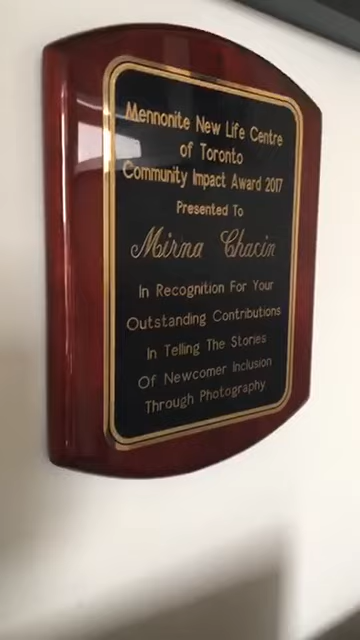 Mennonite New Life Centre
of Toronto
Community Impact Award 2017
Presented To
Mirna Chacin
In Recognition For Your
Outstanding Contributions
In Telling The Stories
Of Newcomer Inclusion
Through Photography